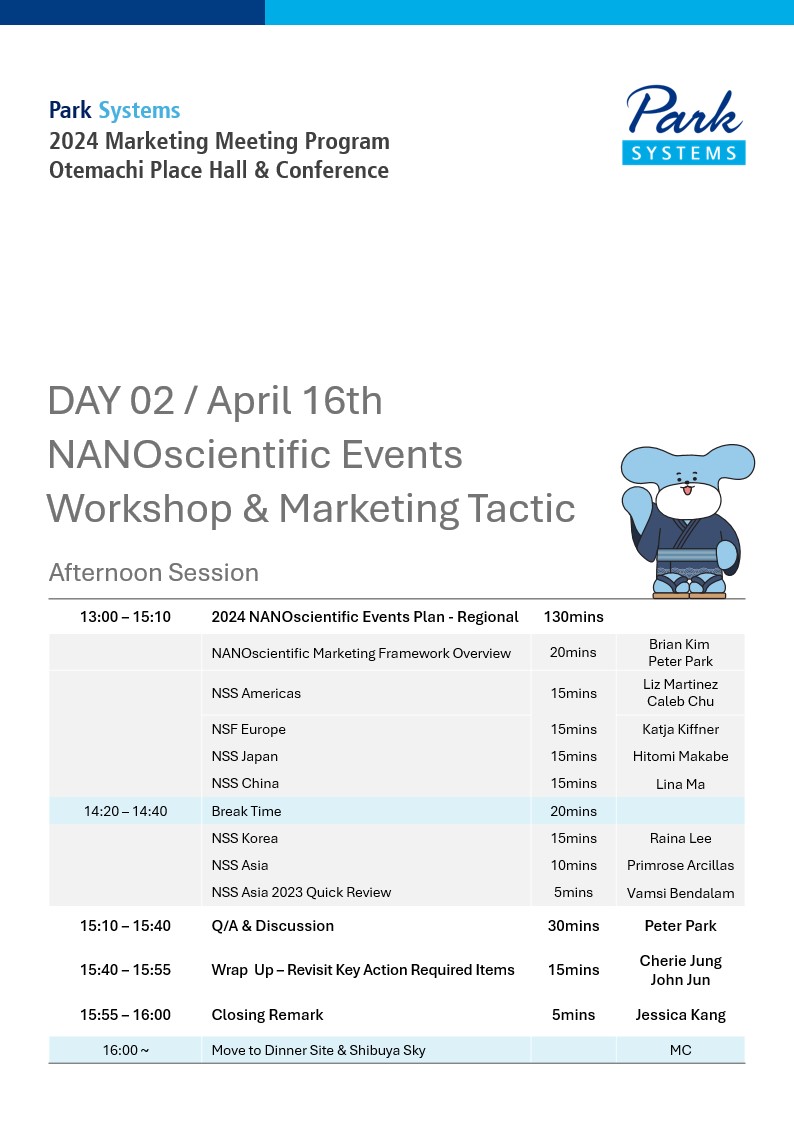 Park Systems
2024 Marketing Meeting Program
Otemachi Place Hall & Conference
Park
SYSTEMS
DAY 02 / April 16th
NANOscientific Events
Workshop & Marketing Tactic
Afternoon Session
13:00 – 15:10 2024 NANOscientific Events Plan - Regional 130mins
NANOscientific Marketing Framework Overview 20mins Brian Kim
Peter Park
NSS Americas 15mins Liz Martinez
Caleb Chu
NSF Europe 15mins Katja Kiffner
NSS Japan 15mins Hitomi Makabe
NSS China 15mins Lina Ma
14:20 – 14:40 Break Time 20mins
NSS Korea 15mins Raina Lee
NSS Asia 10mins Primrose Arcillas
NSS Asia 2023 Quick Review 5mins Vamsi Bendalam
15:10 – 15:40 Q/A & Discussion 30mins Peter Park
15:40 – 15:55 Wrap Up – Revisit Key Action Required Items 15mins Cherie Jung
John Jun
15:55 – 16:00 Closing Remark 5mins Jessica Kang
16:00 ~ Move to Dinner Site & Shibuya Sky MC